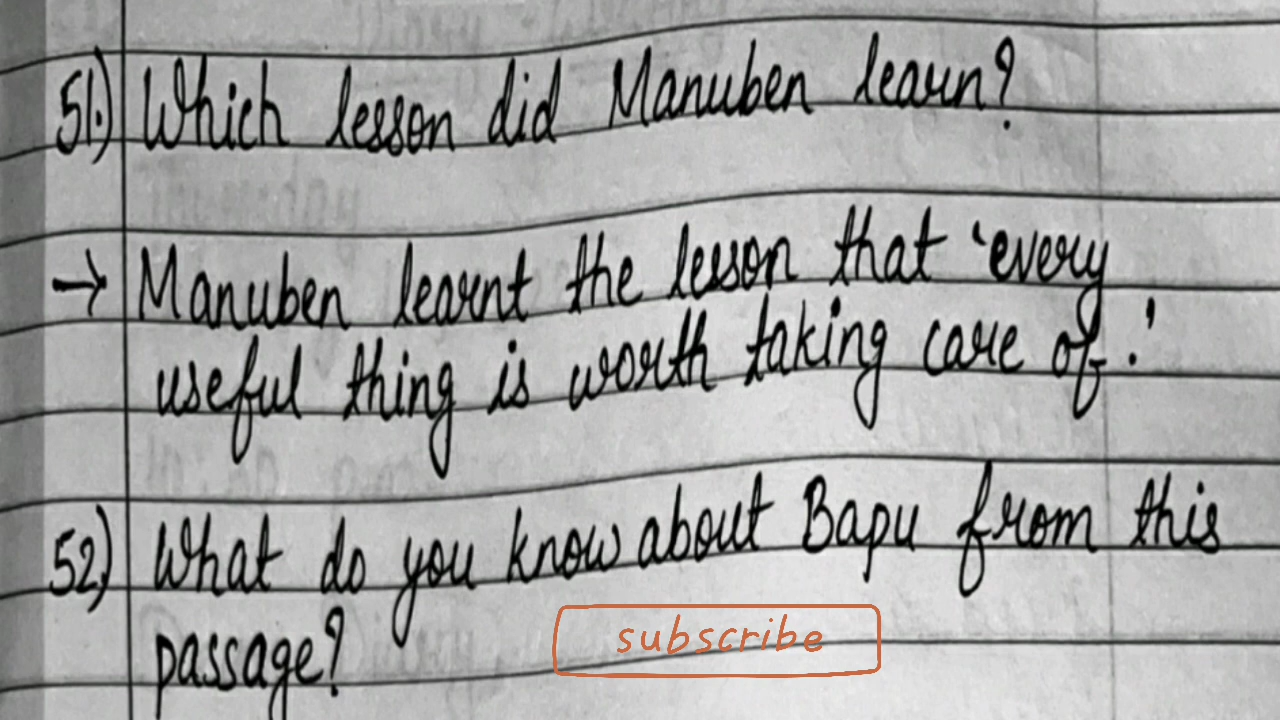 51.) Which lesson did Manuben learn?
→ Manuben learnt the lesson that 'every
useful thing is worth taking care of.'
52.) What do you know about Bapu from this
passage?
subscribe